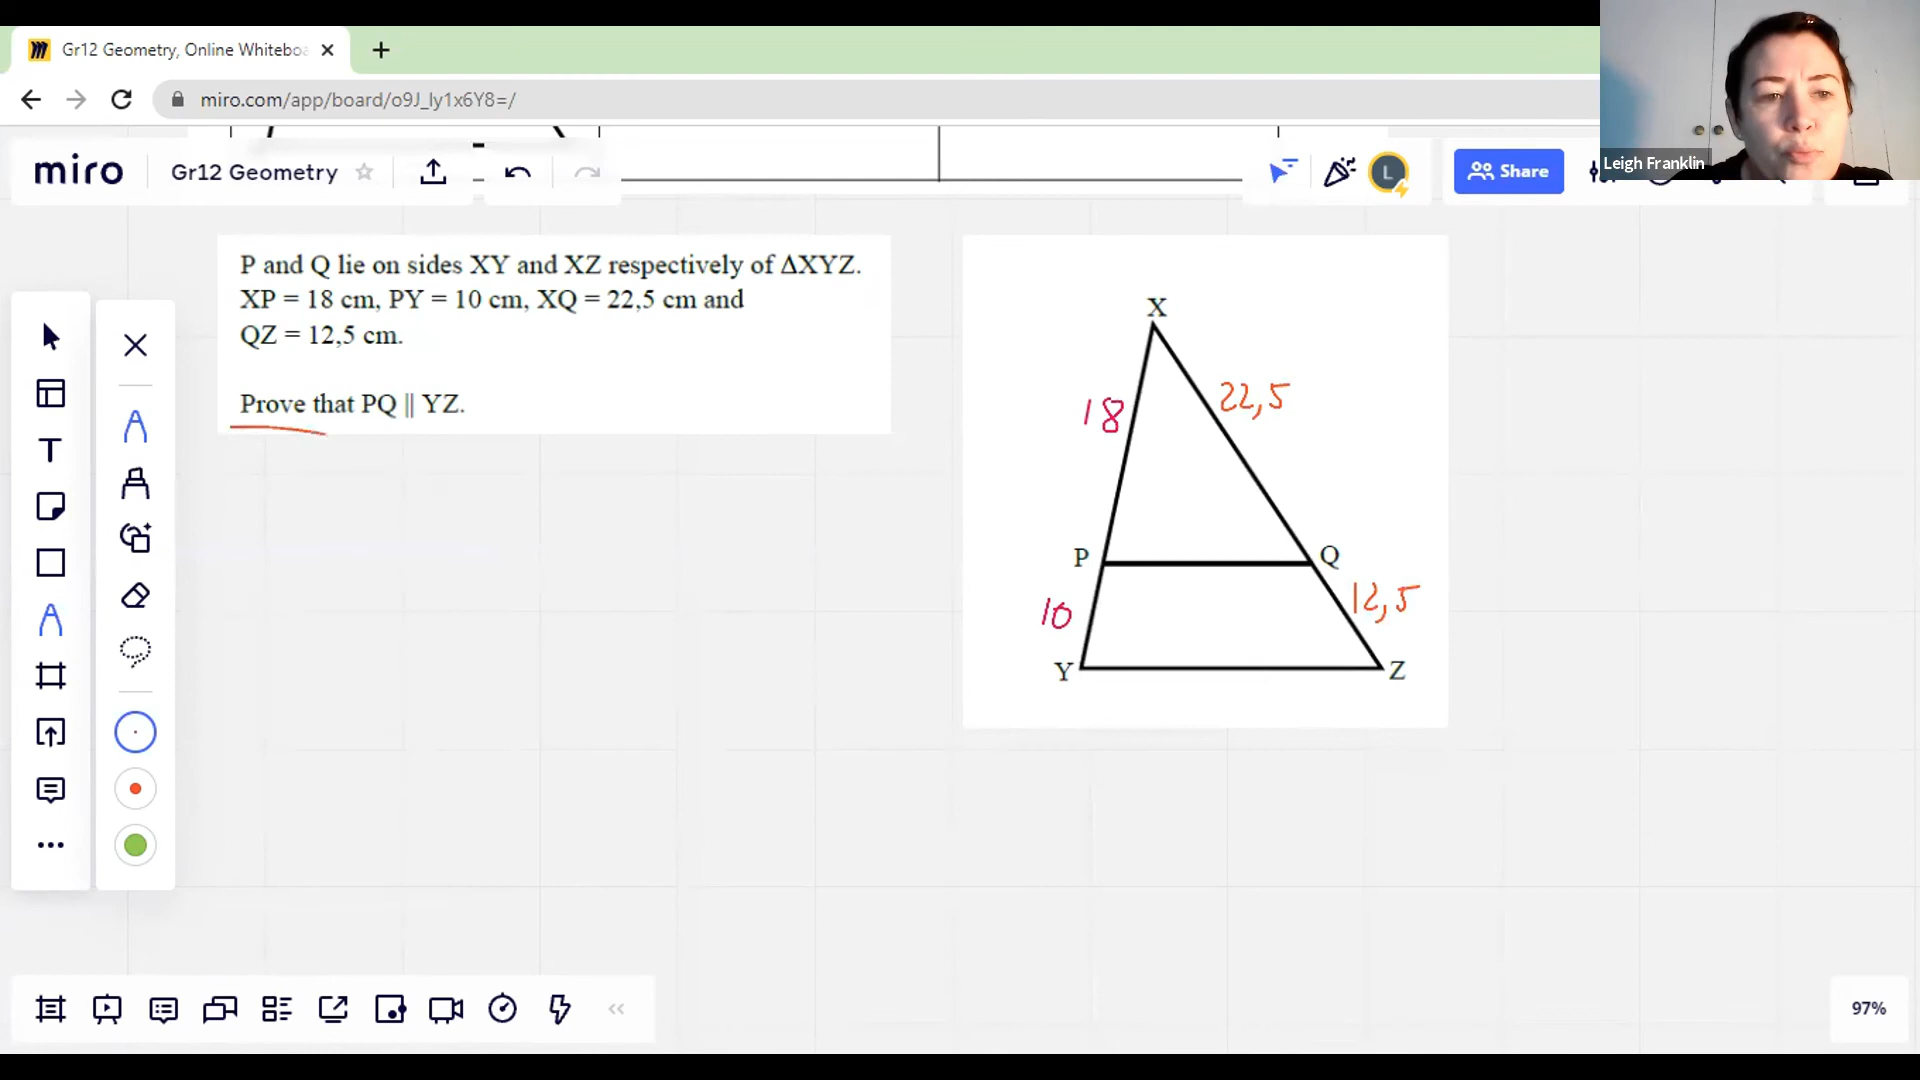 Gr12 Geometry, Online Whiteboa
miro.com/app/board/o9J_ly1x6Y8=/
Leigh Franklin
miro
Gr12 Geometry
L
Share
P and Q lie on sides XY and XZ respectively of ΔXYZ.
XP = 18 cm, PY = 10 cm, XQ = 22,5 cm and
QZ = 12,5 cm.
Prove that PQ || YZ.
X
18
22,5
P
Q
10
12,5
Y
Z
97%